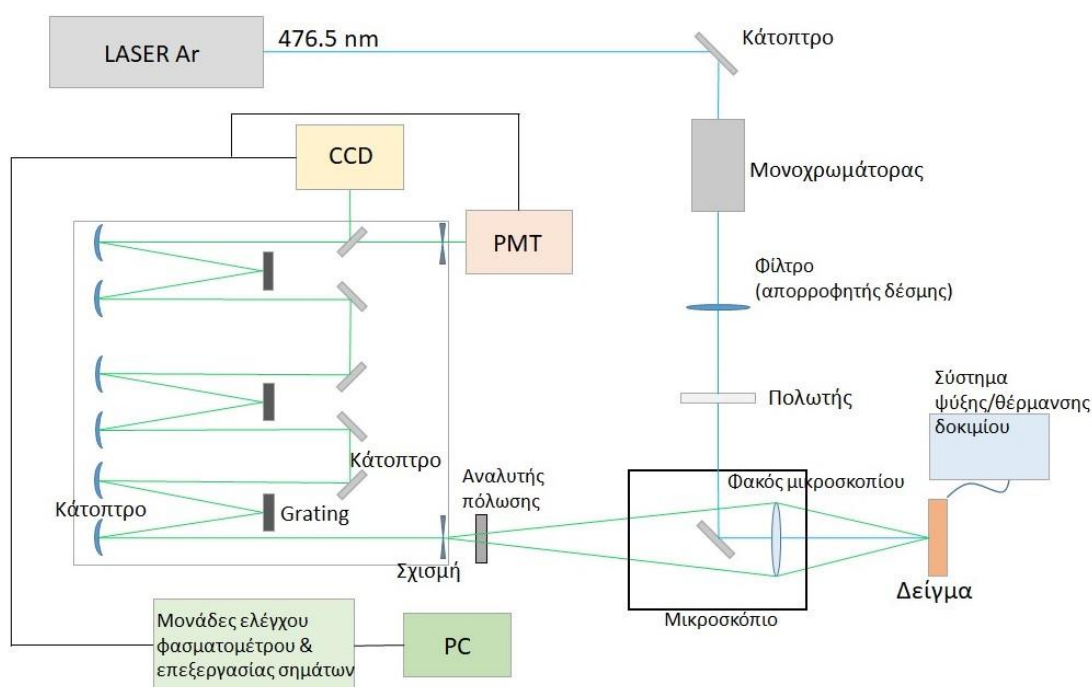 LASER Ar
476.5 nm
Κάτοπτρο
CCD
Μονοχρωμάτορας
PMT
Φίλτρο
(απορροφητής δέσμης)
Πολωτής
Σύστημα
ψύξης/θέρμανσης
δοκιμίου
Κάτοπτρο
Αναλυτής
πόλωσης
Φακός μικροσκοπίου
Κάτοπτρο
Grating
Σχισμή
Δείγμα
Μικροσκόπιο
Μονάδες ελέγχου
φασματομέτρου &
επεξεργασίας σημάτων
PC